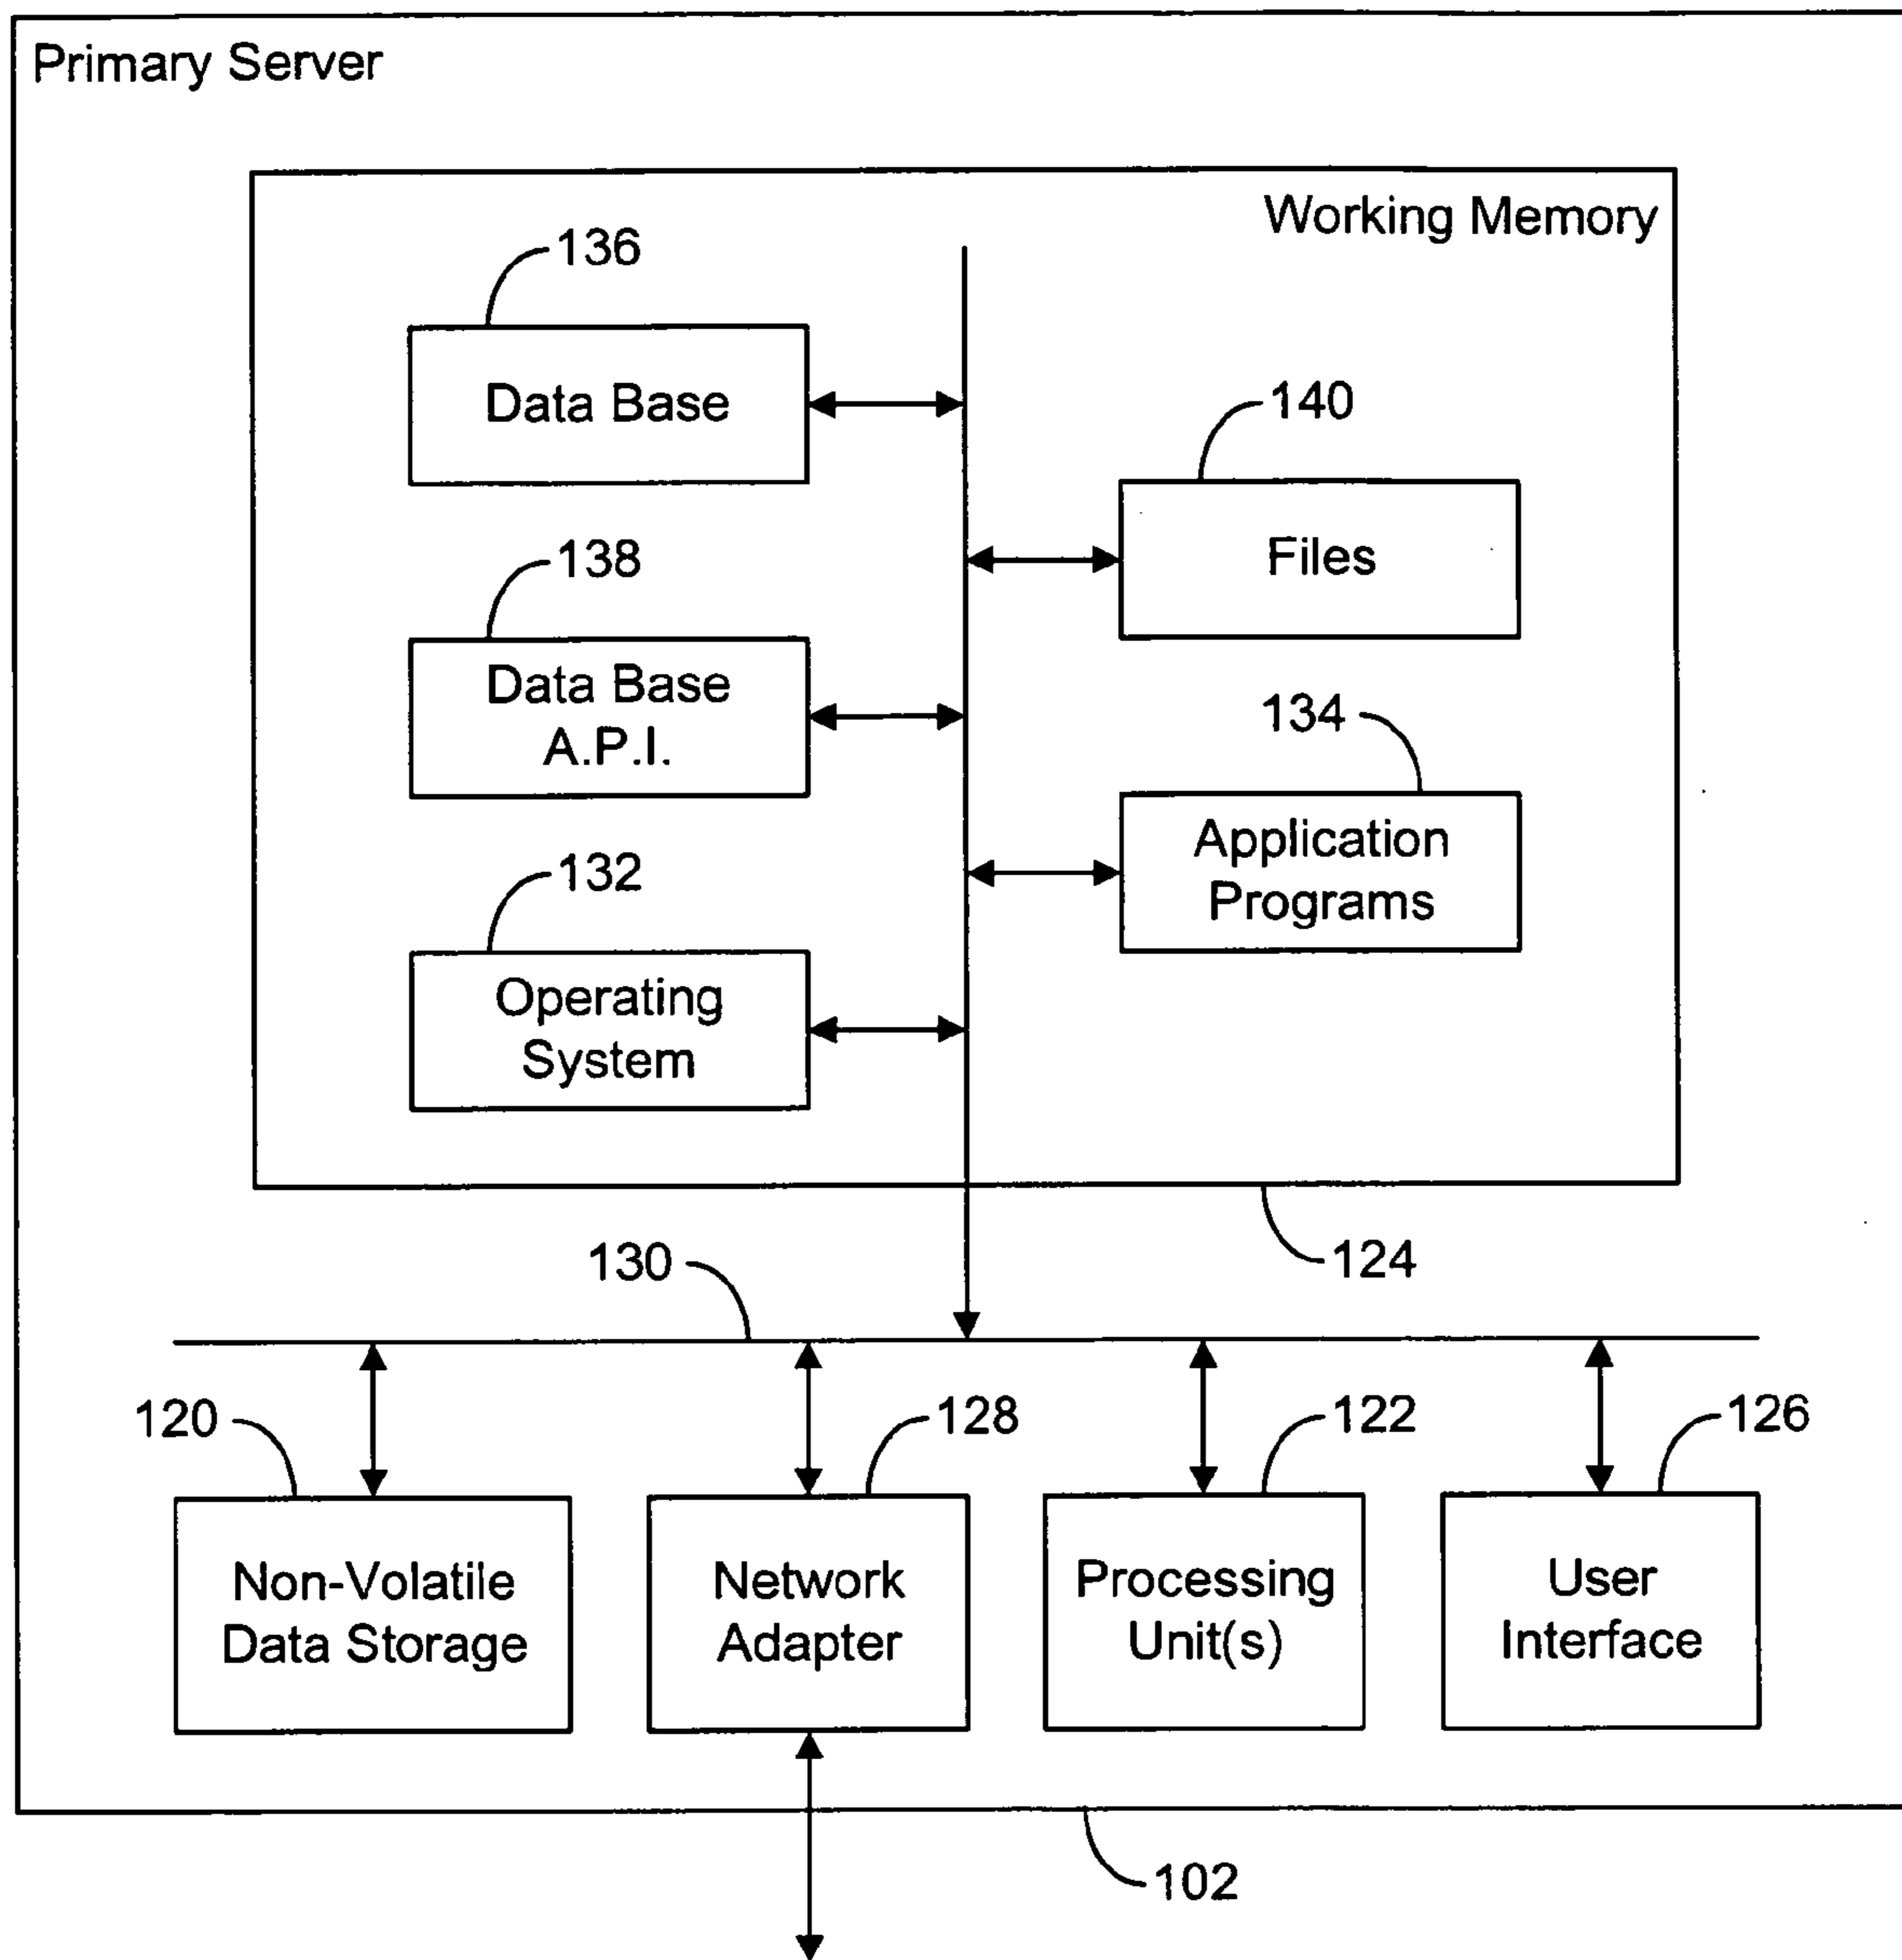 Primary Server
Working Memory
136
Data Base
140
Files
138
Data Base
A.P.I.
134
Application
Programs
132
Operating
System
124
130
120
128
122
126
Non-Volatile
Data Storage
Network
Adapter
Processing
Unit(s)
User
Interface
102